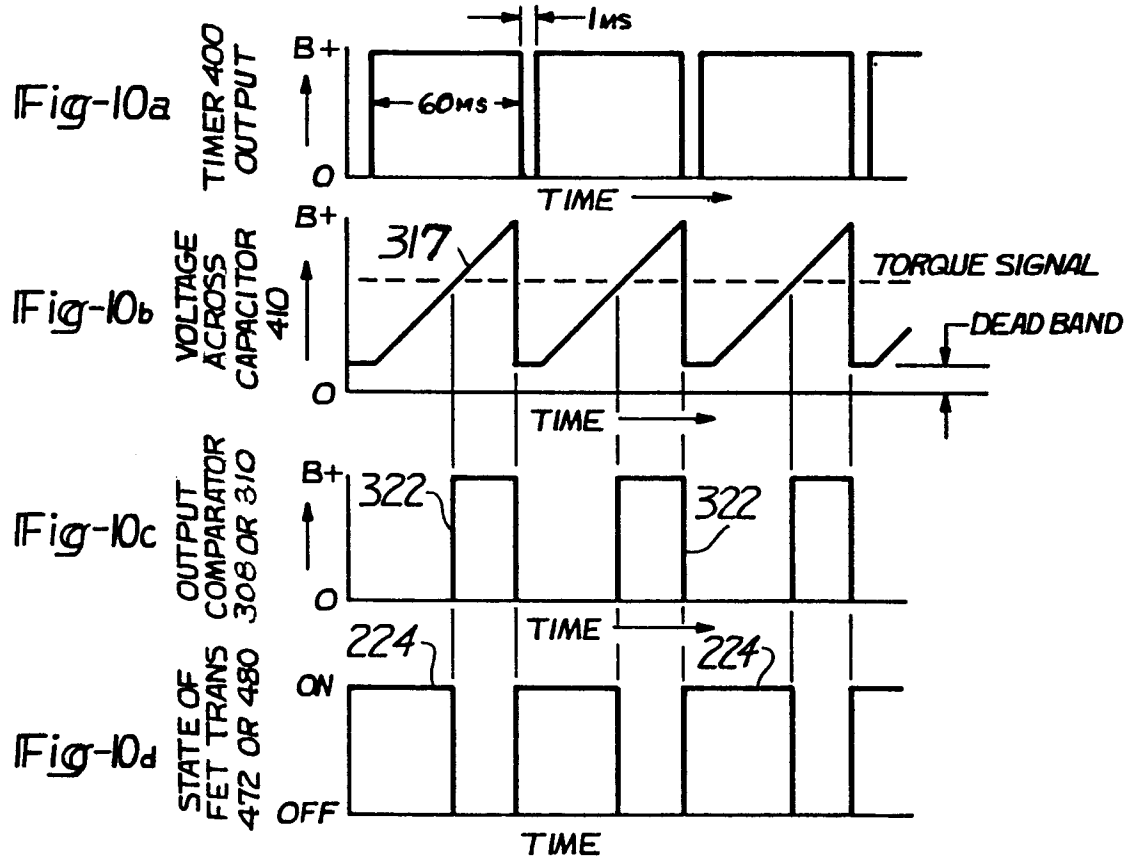 1MS
Fig-10a
TIMER 400
OUTPUT
B+
60MS
0
TIME
Fig-10b
VOLTAGE
ACROSS
CAPACITOR
410
B+
317
TORQUE SIGNAL
DEAD BAND
0
TIME
Fig-10c
OUTPUT
COMPARATOR
308 OR 310
B+
322
322
0
TIME
Fig-10d
STATE OF
FET TRANS
472 OR 480
224
224
ON
OFF
TIME